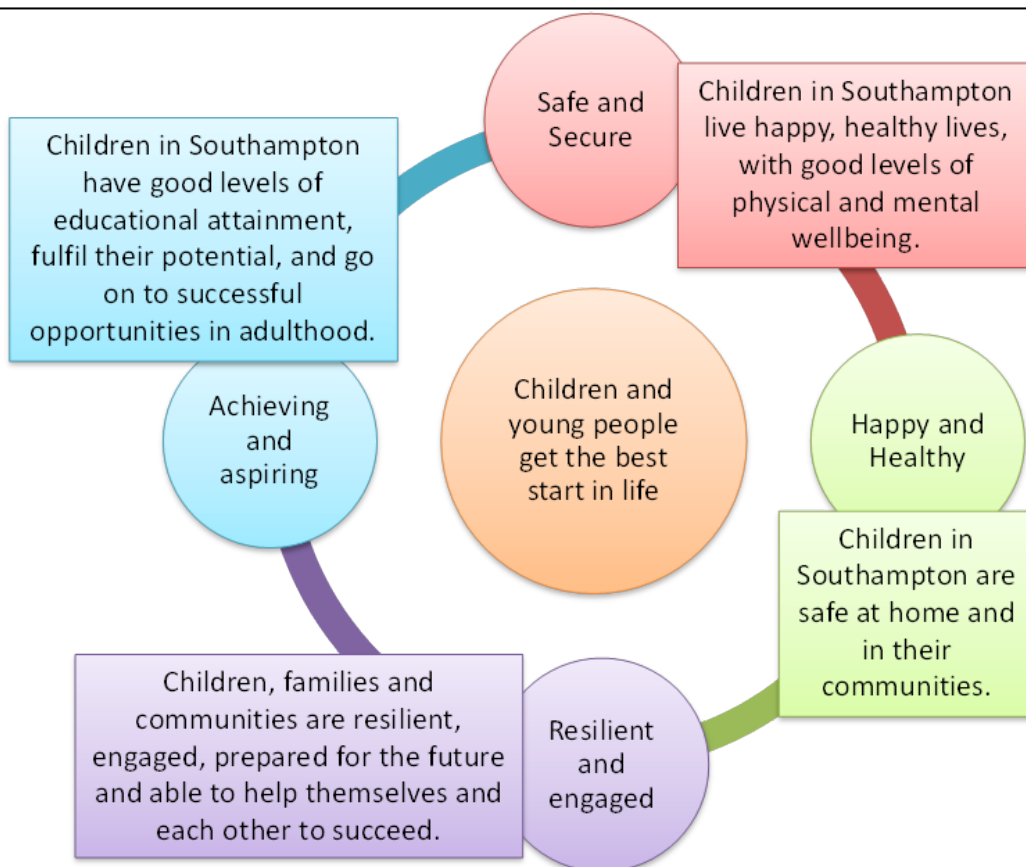 Safe and
Secure
Children in Southampton
live happy, healthy lives,
with good levels of
physical and mental
wellbeing.
Children in Southampton
have good levels of
educational attainment,
fulfil their potential, and go
on to successful
opportunities in adulthood.
Achieving
and
aspiring
Children and
young people
get the best
start in life
Happy and
Healthy
Children in
Southampton are
safe at home and
in their
communities.
Children, families and
communities are resilient,
engaged, prepared for the future
and able to help themselves and
each other to succeed.
Resilient
and
engaged